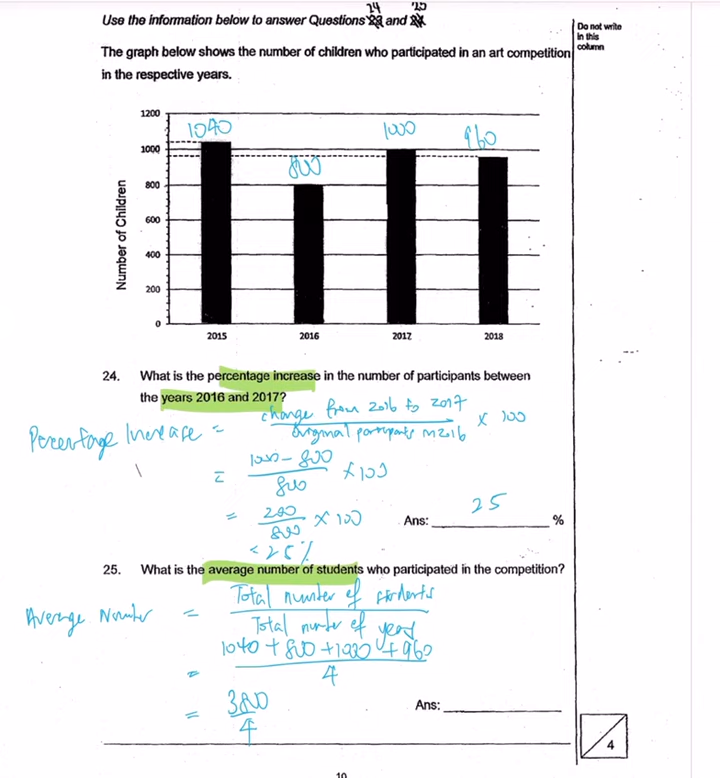 24 25
Use the information below to answer Questions and
Do not write
in this
column
The graph below shows the number of children who participated in an art competition
in the respective years.
1200
1000
800
600
400
200
0
Number of Children
1040
800
1000
960
2015 2016 2017 2018
24. What is the percentage increase in the number of participants between
the years 2016 and 2017?
Percentage Increase = change from 2016 to 2017 / original participants in 2016 × 100
= 1000 - 800 / 800 × 100
= 200 / 800 × 100
Ans: 25 %
= 25%
25. What is the average number of students who participated in the competition?
Average Number = Total number of students / Total number of years
= 1040 + 800 + 1000 + 960 / 4
= 3800 / 4
Ans:
4
10